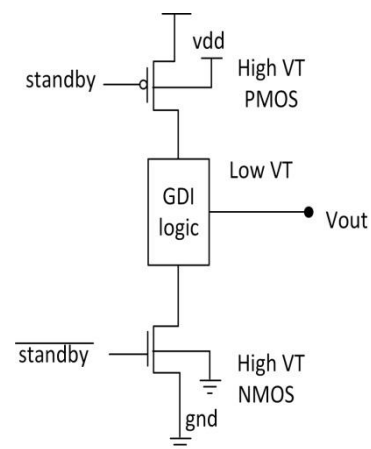 vdd
standby
High VT
PMOS
Low VT
GDI
logic
Vout
standby
High VT
NMOS
gnd